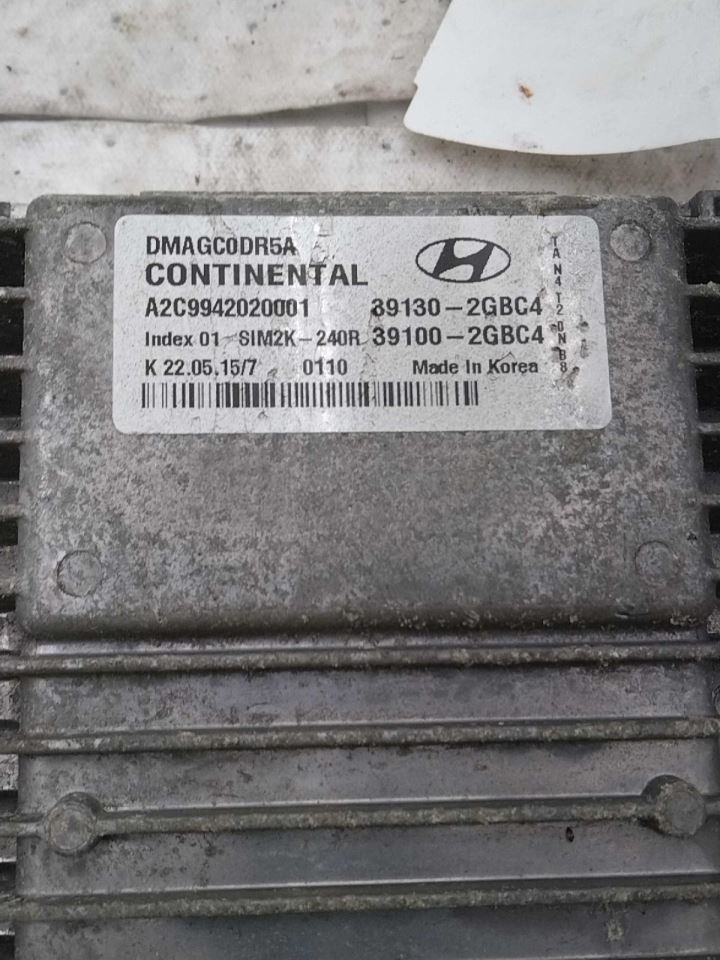 DMAGC0DR5A
CONTINENTAL
A2C9942020001 39130-2GBC4
Index 01 SIM2K-240R 39100-2GBC4
K 22.05.15/7 0110 Made In Korea
TAN4T20NB8